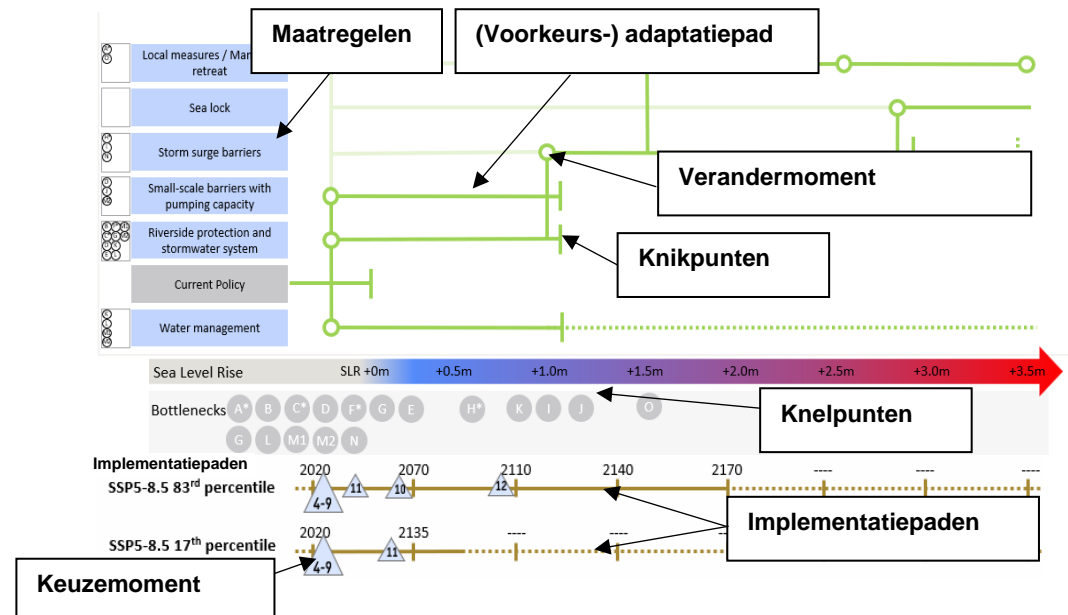 Maatregelen
(Voorkeurs-) adaptatiepad
Local measures / Man
retreat
Sea lock
Storm surge barriers
Verandermoment
Small-scale barriers with
pumping capacity
Riverside protection and
stormwater system
Knikpunten
Current Policy
Water management
Sea Level Rise
SLR +0m
+0.5m
+1.0m
+1.5m
+2.0m
+2.5m
+3.0m
+3.5m
Bottlenecks
A* B C* D F* G E H* K I J O
G L M1 M2 N
Knelpunten
Implementatiepaden
2020 2070 2110 2140 2170 ---- ---- ----
SSP5-8.5 83rd percentile
4-9 11 10 12
Implementatiepaden
2020 2135 ---- ----
SSP5-8.5 17th percentile
4-9 11
Keuzemoment